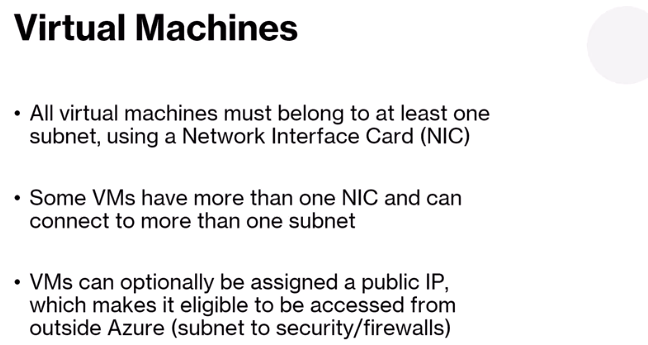 Virtual Machines
• All virtual machines must belong to at least one
subnet, using a Network Interface Card (NIC)
• Some VMs have more than one NIC and can
connect to more than one subnet
• VMs can optionally be assigned a public IP,
which makes it eligible to be accessed from
outside Azure (subnet to security/firewalls)